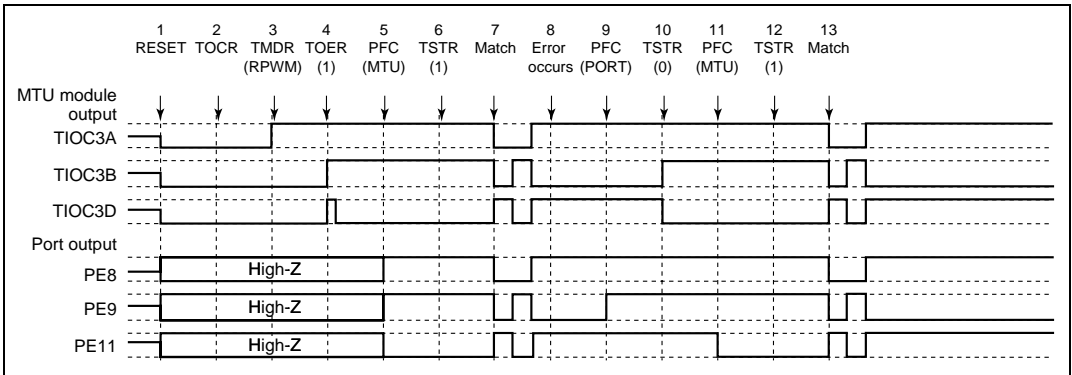 1 2 3 4 5 6 7 8 9 10 11 12 13
RESET TOCR TMDR TOER PFC TSTR Match Error PFC TSTR PFC TSTR Match
(RPWM) (1) (MTU) (1) occurs (PORT) (0) (MTU) (1)
MTU module
output
TIOC3A
TIOC3B
TIOC3D
Port output
PE8 High-Z
PE9 High-Z
PE11 High-Z